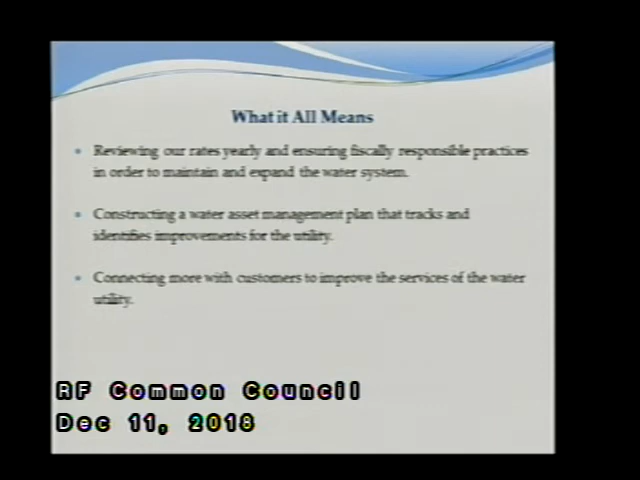 What it All Means
• Reviewing our rates yearly and ensuring fiscally responsible practices
in order to maintain and expand the water system.
• Constructing a water asset management plan that tracks and
identifies improvements for the utility.
• Connecting more with customers to improve the services of the water
utility.
RF Common Council
Dec 11, 2018